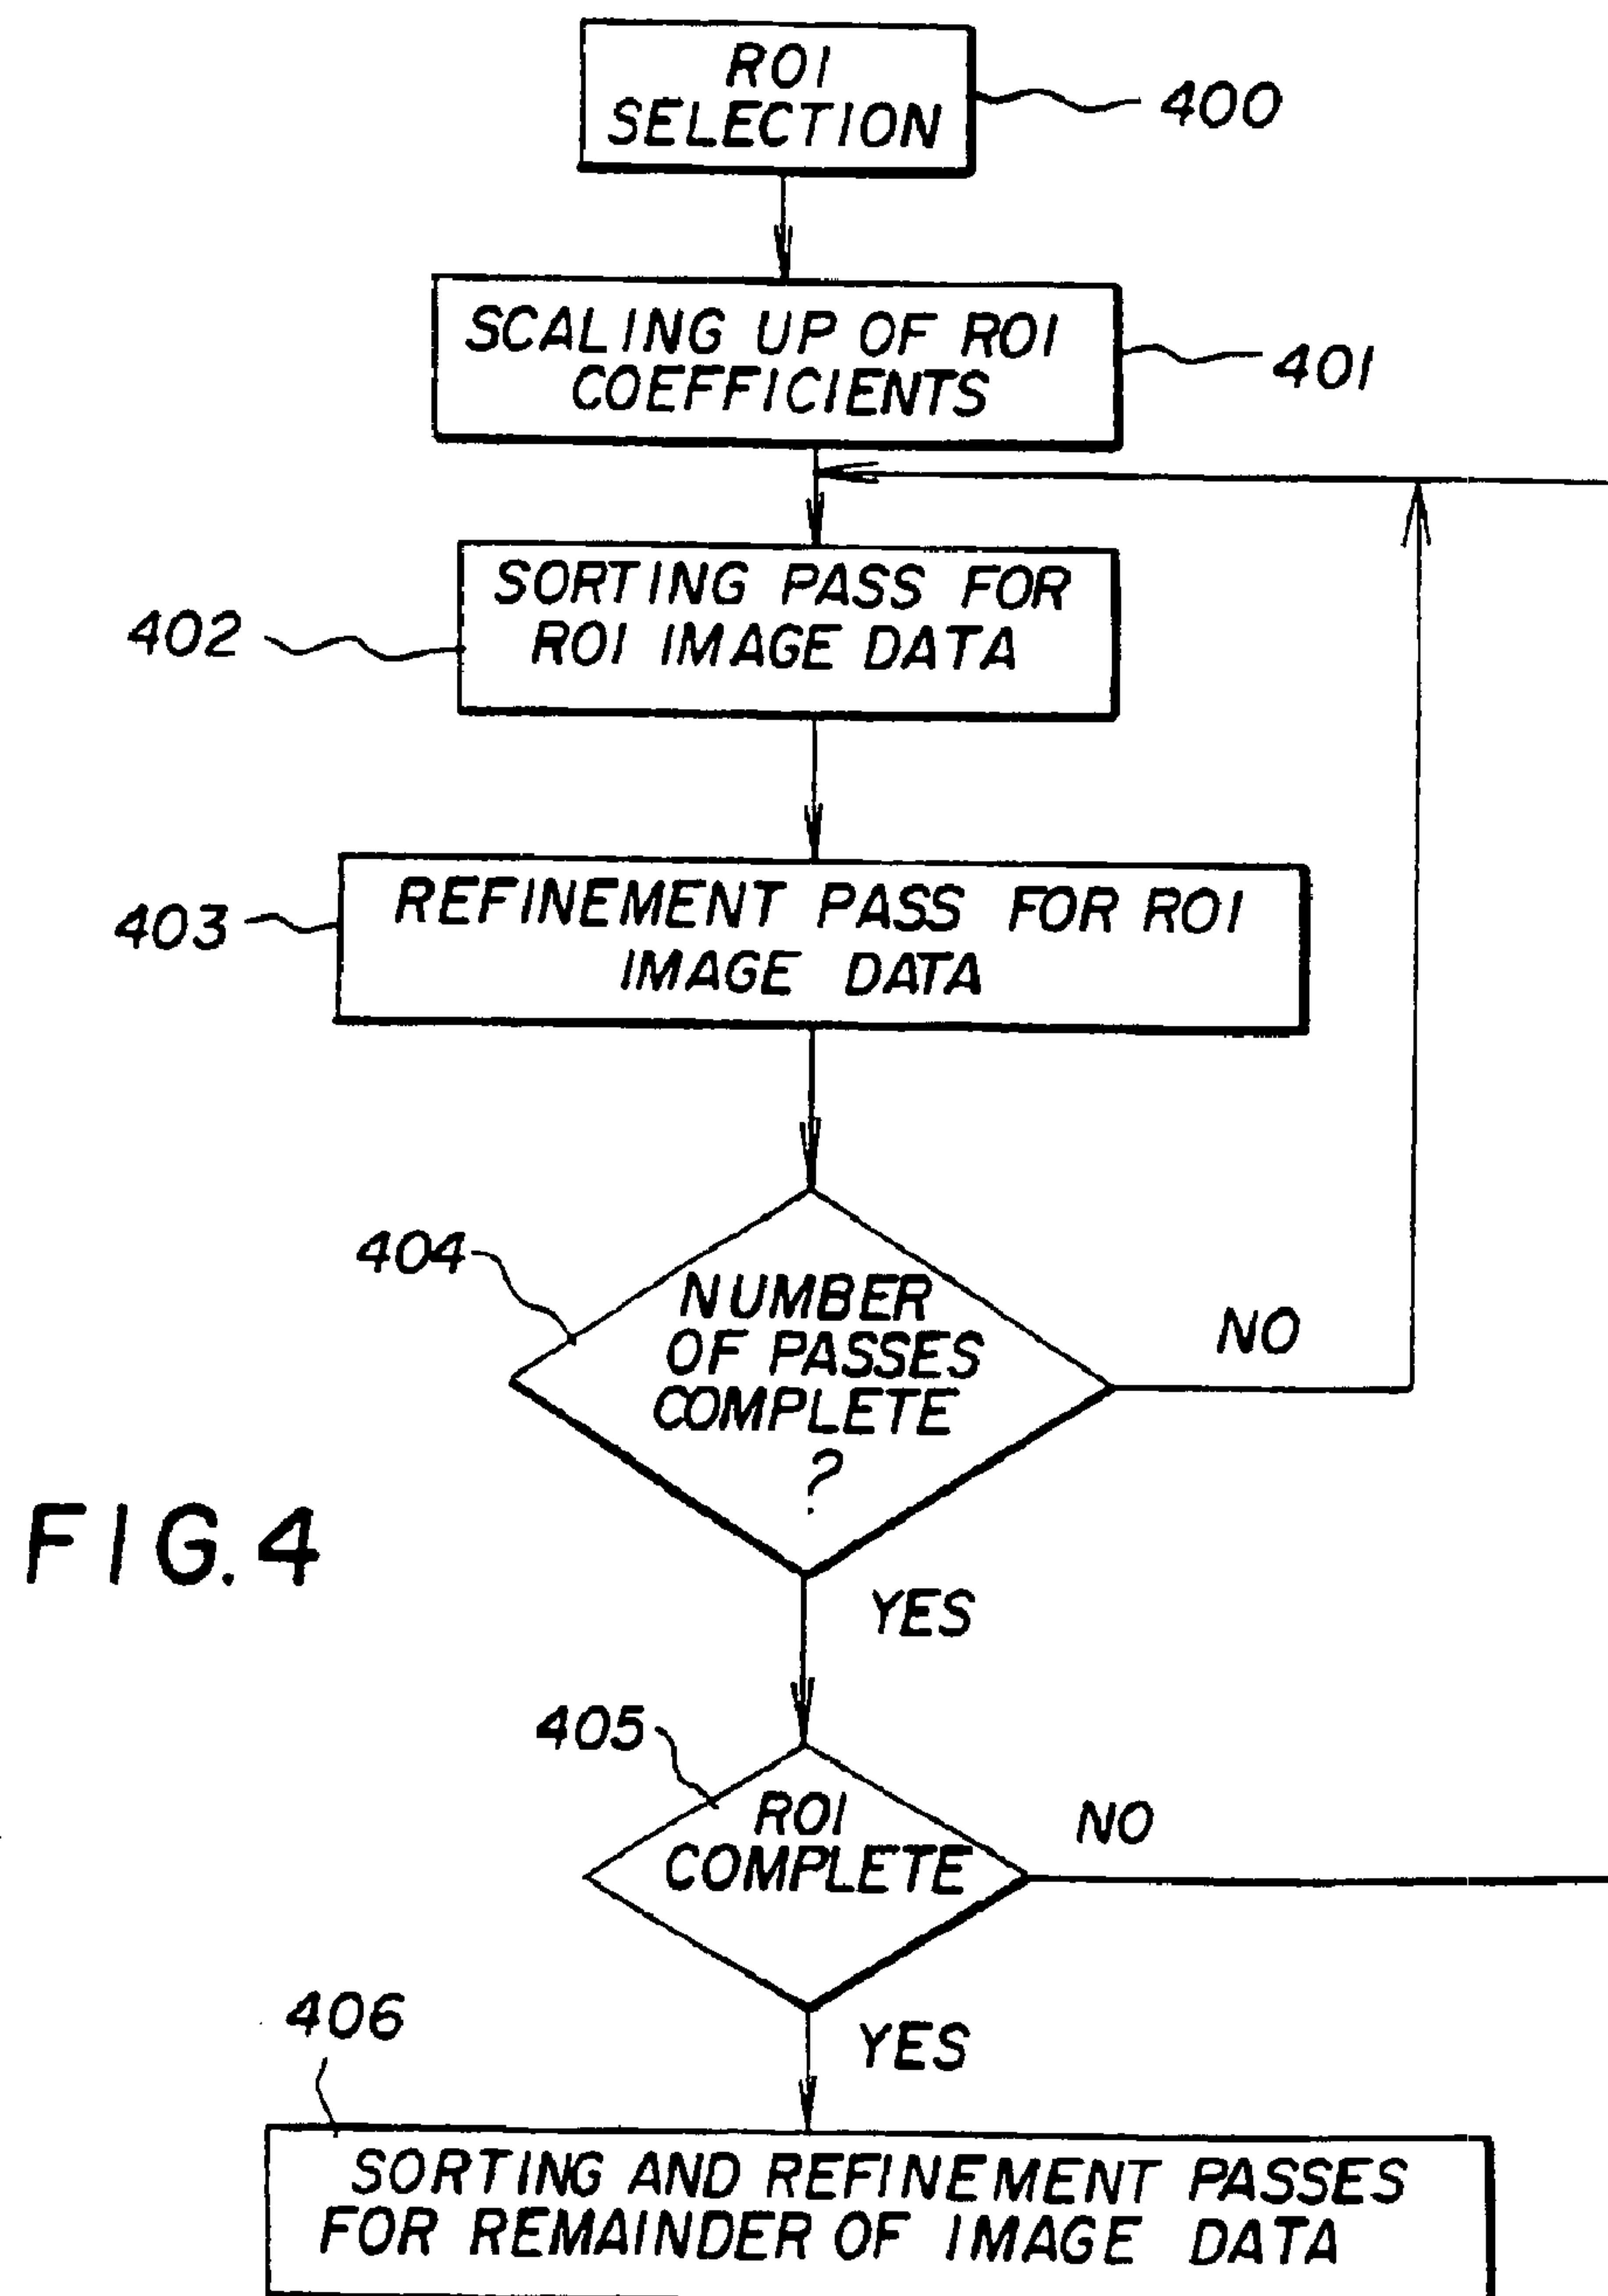 ROI
SELECTION
400
SCALING UP OF ROI
COEFFICIENTS
401
SORTING PASS FOR
ROI IMAGE DATA
402
REFINEMENT PASS FOR ROI
IMAGE DATA
403
404
NUMBER
OF PASSES
COMPLETE
?
NO
FIG.4
YES
405
ROI
COMPLETE
NO
406
YES
SORTING AND REFINEMENT PASSES
FOR REMAINDER OF IMAGE DATA